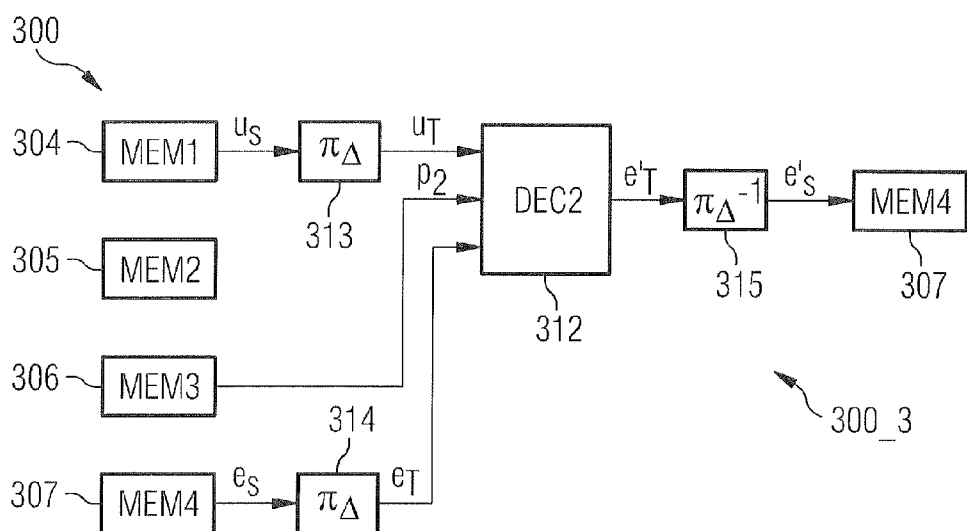 300
304 MEM1 u_S π_Δ u_T
313
p_2
DEC2
312
e'_T π_Δ^-1 e'_S MEM4
315 307
305 MEM2
306 MEM3
314
307 MEM4 e_S π_Δ e_T
300_3